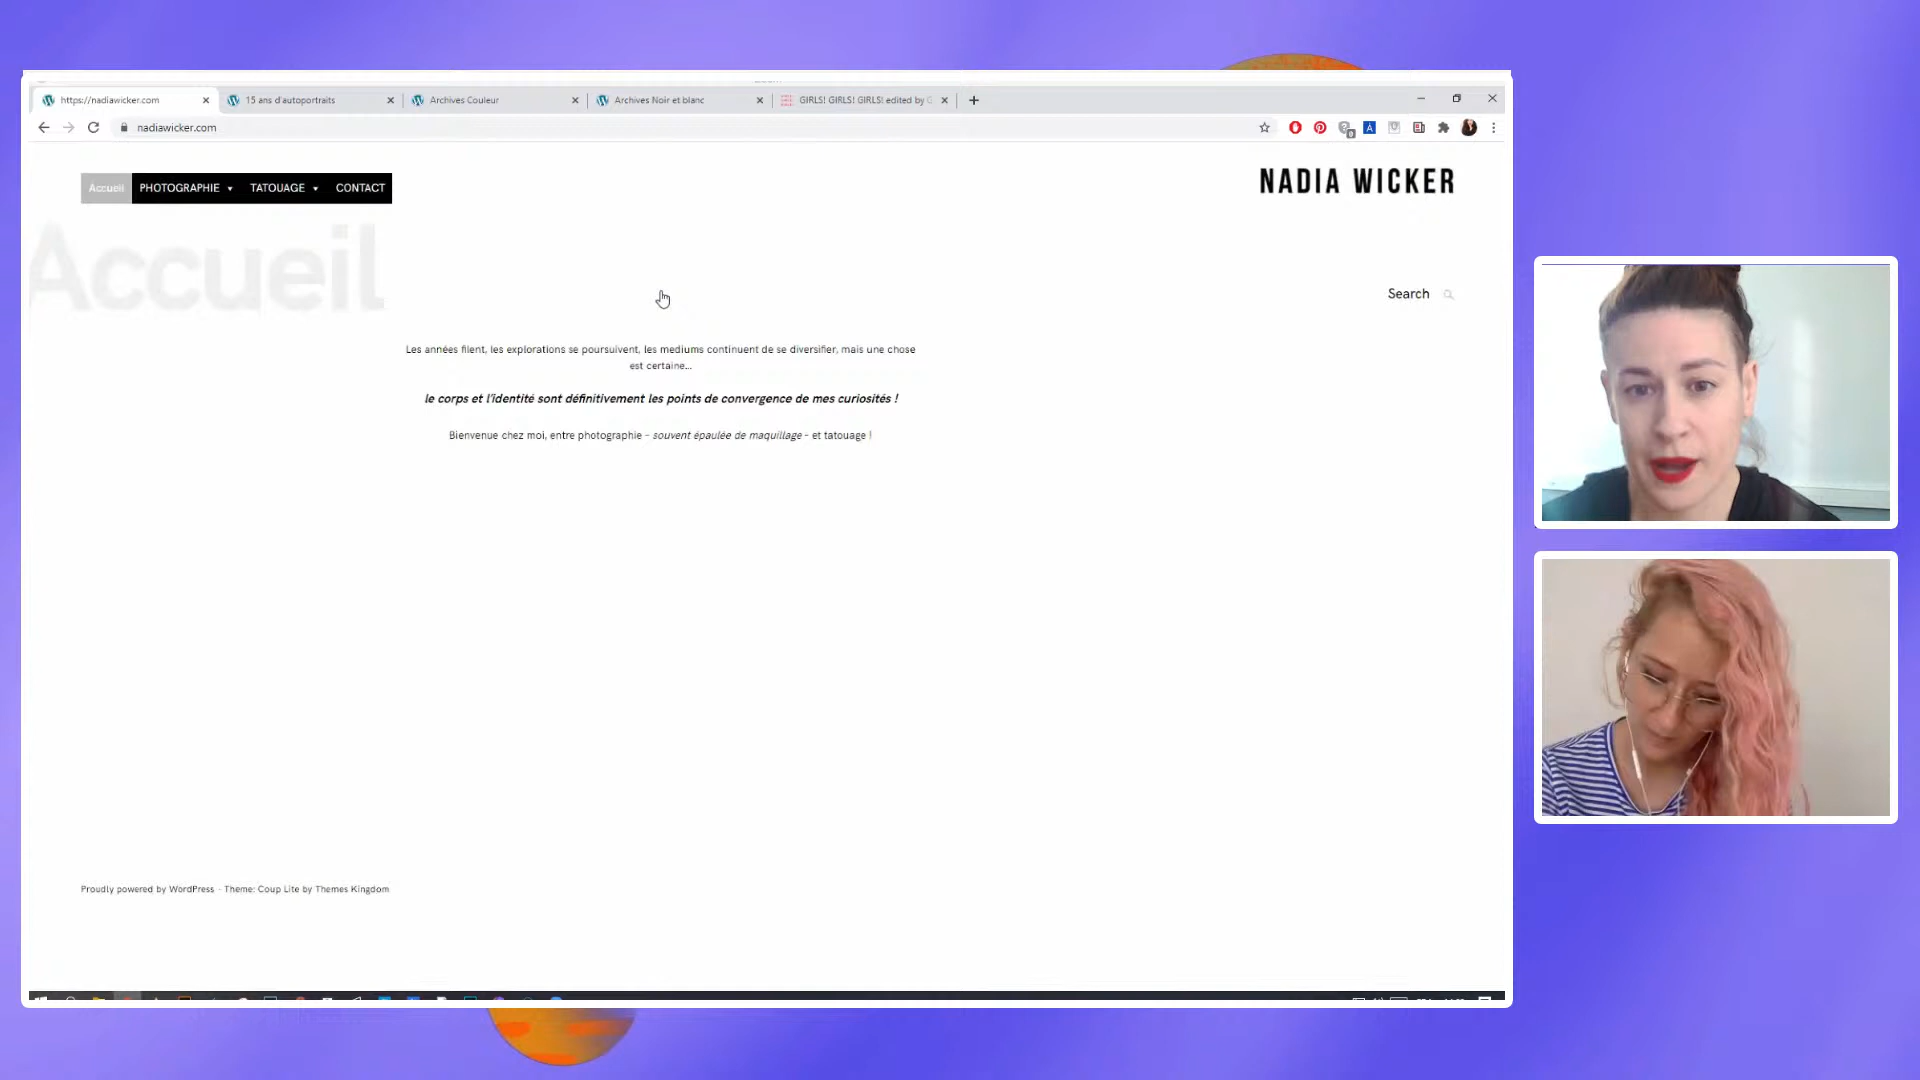 https://nadiawicker.com
15 ans d'autoportraits
Archives Couleur
Archives Noir et blanc
GIRLS! GIRLS! GIRLS! edited by
nadiawicker.com
Accueil
PHOTOGRAPHIE
TATOUAGE
CONTACT
NADIA WICKER
Accueil
Search
Les années filent, les explorations se poursuivent, les mediums continuent de se diversifier, mais une chose
est certaine...
le corps et l'identité sont définitivement les points de convergence de mes curiosités !
Bienvenue chez moi, entre photographie – souvent épaulée de maquillage – et tatouage !
Proudly powered by WordPress - Theme: Coup Lite by Themes Kingdom